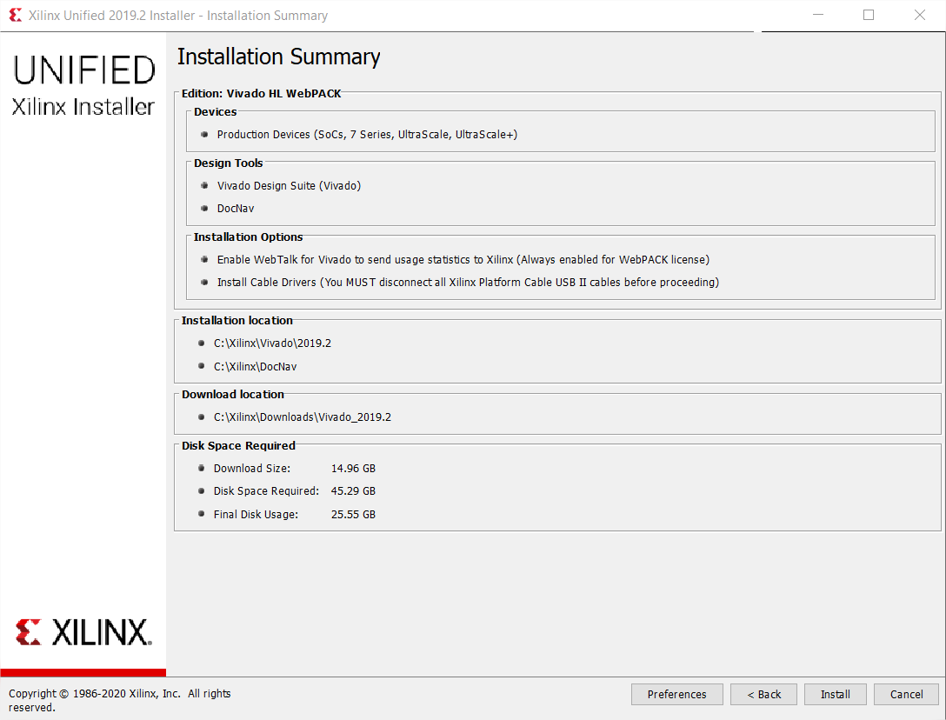 Xilinx Unified 2019.2 Installer - Installation Summary
UNIFIED
Xilinx Installer
Installation Summary
Edition: Vivado HL WebPACK
Devices
Production Devices (SoCs, 7 Series, UltraScale, UltraScale+)
Design Tools
Vivado Design Suite (Vivado)
DocNav
Installation Options
Enable WebTalk for Vivado to send usage statistics to Xilinx (Always enabled for WebPACK license)
Install Cable Drivers (You MUST disconnect all Xilinx Platform Cable USB II cables before proceeding)
Installation location
C:\Xilinx\Vivado\2019.2
C:\Xilinx\DocNav
Download location
C:\Xilinx\Downloads\Vivado_2019.2
Disk Space Required
Download Size: 14.96 GB
Disk Space Required: 45.29 GB
Final Disk Usage: 25.55 GB
XILINX.
Copyright © 1986-2020 Xilinx, Inc. All rights
reserved.
Preferences < Back Install Cancel